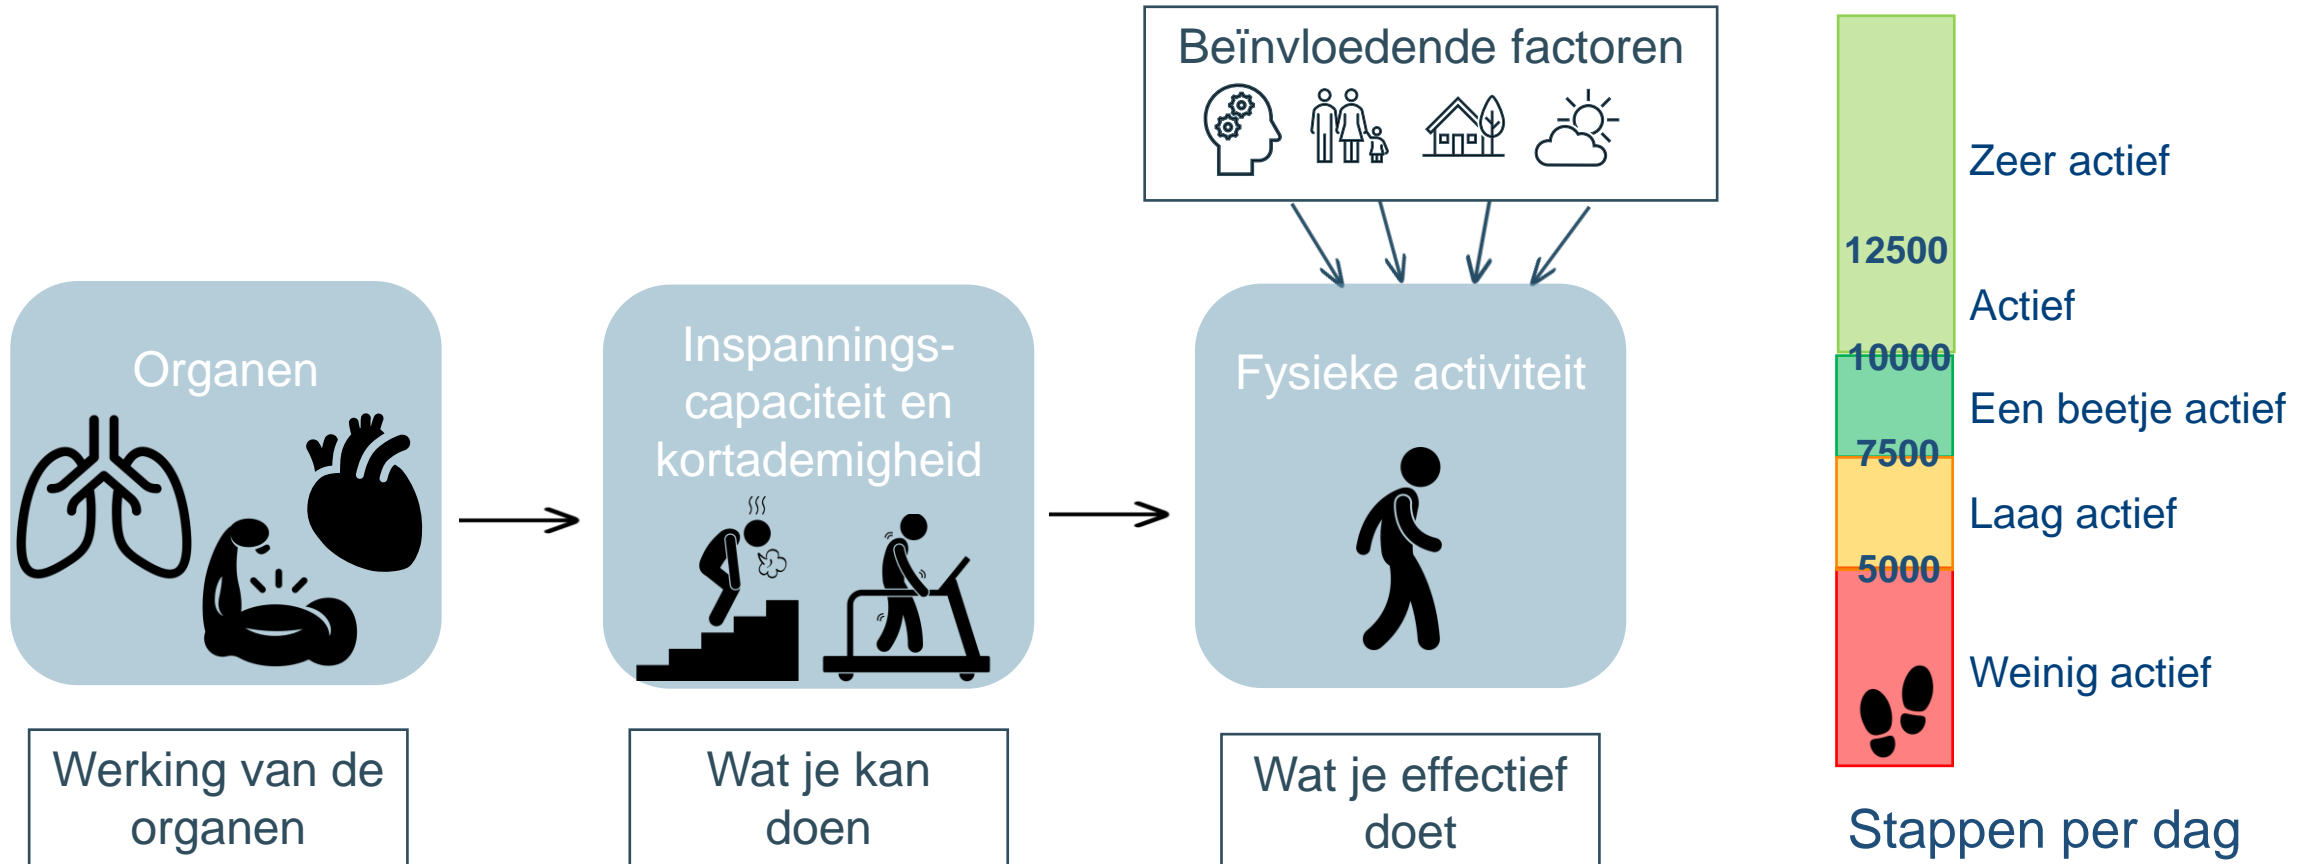 Beïnvloedende factoren
Organen
Inspannings-
capaciteit en
kortademigheid
Fysieke activiteit
Werking van de
organen
Wat je kan
doen
Wat je effectief
doet
Zeer actief
12500
Actief
10000
Een beetje actief
7500
Laag actief
5000
Weinig actief
Stappen per dag